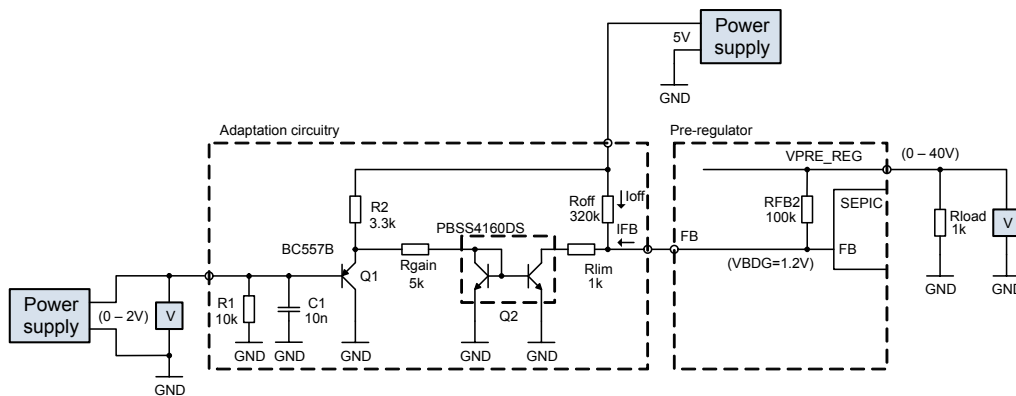 Power
supply
5V
GND
Adaptation circuitry
Pre-regulator
VPRE_REG
(0 – 40V)
R2
3.3k
Roff
320k
Ioff
IFB
RFB2
100k
SEPIC
Rload
1k
V
PBSS4160DS
BC557B
Q1
Rgain
5k
Rlim
1k
FB
FB
(VBDG=1.2V)
Q2
GND
GND
Power
supply
(0 – 2V)
V
R1
10k
C1
10n
GND
GND
GND
GND
GND
GND